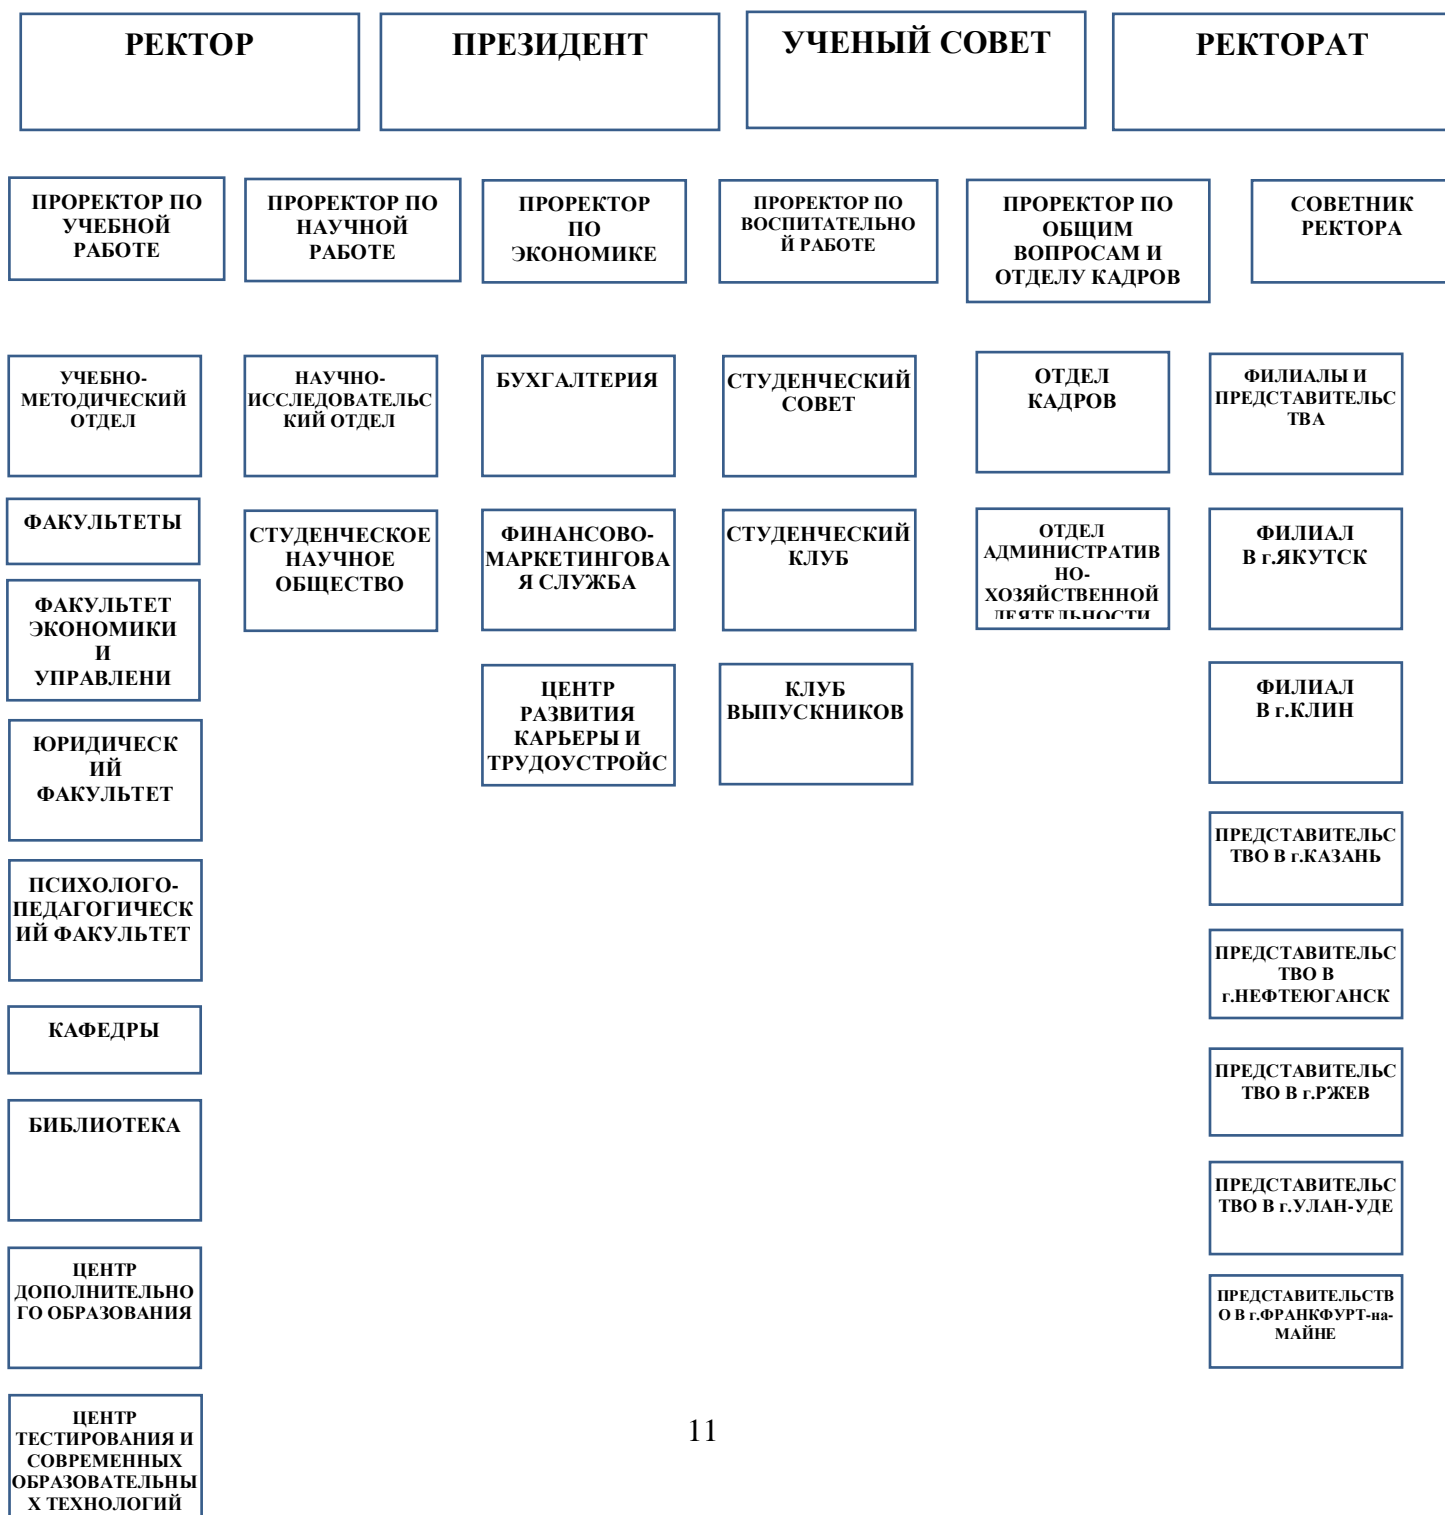 РЕКТОР
ПРЕЗИДЕНТ
УЧЕНЫЙ СОВЕТ
РЕКТОРАТ
ПРОРЕКТОР ПО
УЧЕБНОЙ
РАБОТЕ
ПРОРЕКТОР ПО
НАУЧНОЙ
РАБОТЕ
ПРОРЕКТОР
ПО
ЭКОНОМИКЕ
ПРОРЕКТОР ПО
ВОСПИТАТЕЛЬНО
Й РАБОТЕ
ПРОРЕКТОР ПО
ОБЩИМ
ВОПРОСАМ И
ОТДЕЛУ КАДРОВ
СОВЕТНИК
РЕКТОРА
УЧЕБНО-
МЕТОДИЧЕСКИЙ
ОТДЕЛ
НАУЧНО-
ИССЛЕДОВАТЕЛЬС
КИЙ ОТДЕЛ
БУХГАЛТЕРИЯ
СТУДЕНЧЕСКИЙ
СОВЕТ
ОТДЕЛ
КАДРОВ
ФИЛИАЛЫ И
ПРЕДСТАВИТЕЛЬС
ТВА
ФАКУЛЬТЕТЫ
СТУДЕНЧЕСКОЕ
НАУЧНОЕ
ОБЩЕСТВО
ФИНАНСОВО-
МАРКЕТИНГОВА
Я СЛУЖБА
СТУДЕНЧЕСКИЙ
КЛУБ
ОТДЕЛ
АДМИНИСТРАТИВ
НО-
ХОЗЯЙСТВЕННОЙ
ДЕЯТЕЛЬНОСТИ
ФИЛИАЛ
В г.ЯКУТСК
ФАКУЛЬТЕТ
ЭКОНОМИКИ
И
УПРАВЛЕНИ
ЦЕНТР
РАЗВИТИЯ
КАРЬЕРЫ И
ТРУДОУСТРОЙС
КЛУБ
ВЫПУСКНИКОВ
ФИЛИАЛ
В г.КЛИН
ЮРИДИЧЕСК
ИЙ
ФАКУЛЬТЕТ
ПРЕДСТАВИТЕЛЬС
ТВО В г.КАЗАНЬ
ПСИХОЛОГО-
ПЕДАГОГИЧЕСК
ИЙ ФАКУЛЬТЕТ
ПРЕДСТАВИТЕЛЬС
ТВО В
г.НЕФТЕЮГАНСК
КАФЕДРЫ
ПРЕДСТАВИТЕЛЬС
ТВО В г.РЖЕВ
БИБЛИОТЕКА
ПРЕДСТАВИТЕЛЬС
ТВО В г.УЛАН-УДЕ
ЦЕНТР
ДОПОЛНИТЕЛЬНО
ГО ОБРАЗОВАНИЯ
ПРЕДСТАВИТЕЛЬСТВ
О В г.ФРАНКФУРТ-на-
МАЙНЕ
ЦЕНТР
ТЕСТИРОВАНИЯ И
СОВРЕМЕННЫХ
ОБРАЗОВАТЕЛЬНЫ
Х ТЕХНОЛОГИЙ
11